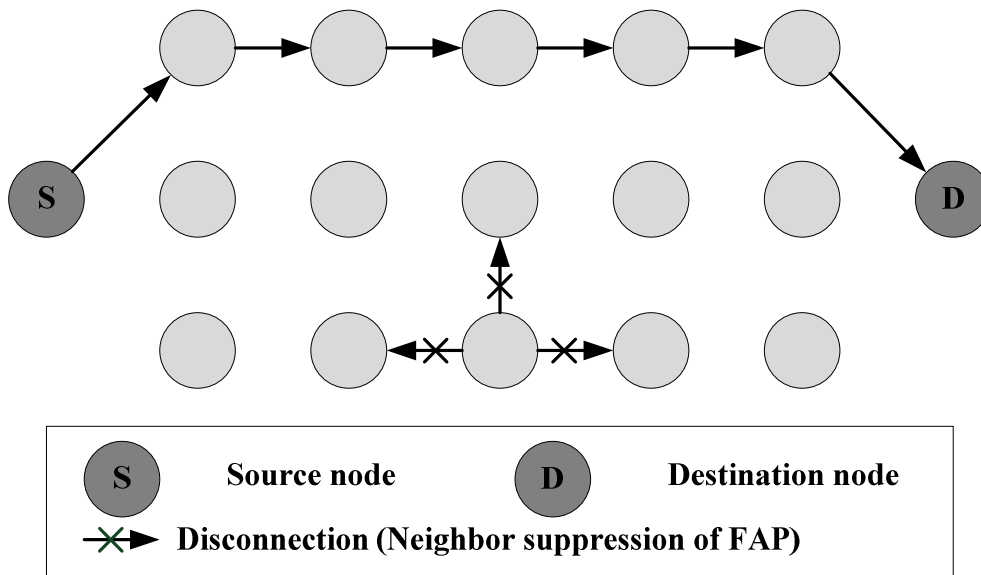 S
D
S Source node D Destination node
Disconnection (Neighbor suppression of FAP)